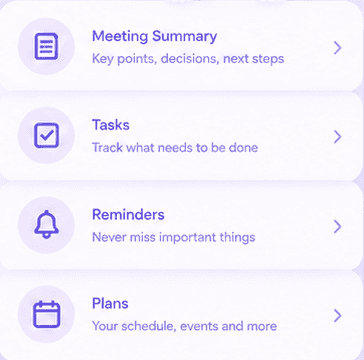 Meeting Summary
Key points, decisions, next steps
Tasks
Track what needs to be done
Reminders
Never miss important things
Plans
Your schedule, events and more